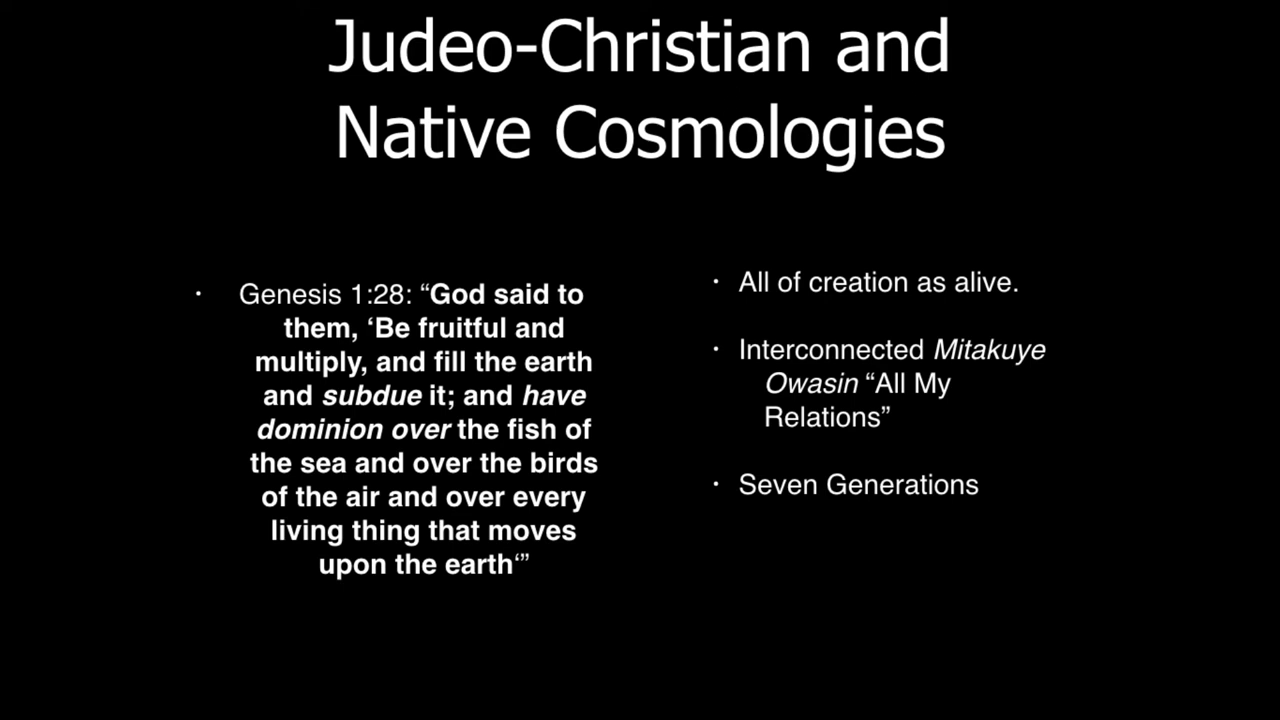 Judeo-Christian and
Native Cosmologies
• Genesis 1:28: “God said to
them, ‘Be fruitful and
multiply, and fill the earth
and subdue it; and have
dominion over the fish of
the sea and over the birds
of the air and over every
living thing that moves
upon the earth‘”
• All of creation as alive.
• Interconnected Mitakuye
Owasin “All My
Relations”
• Seven Generations